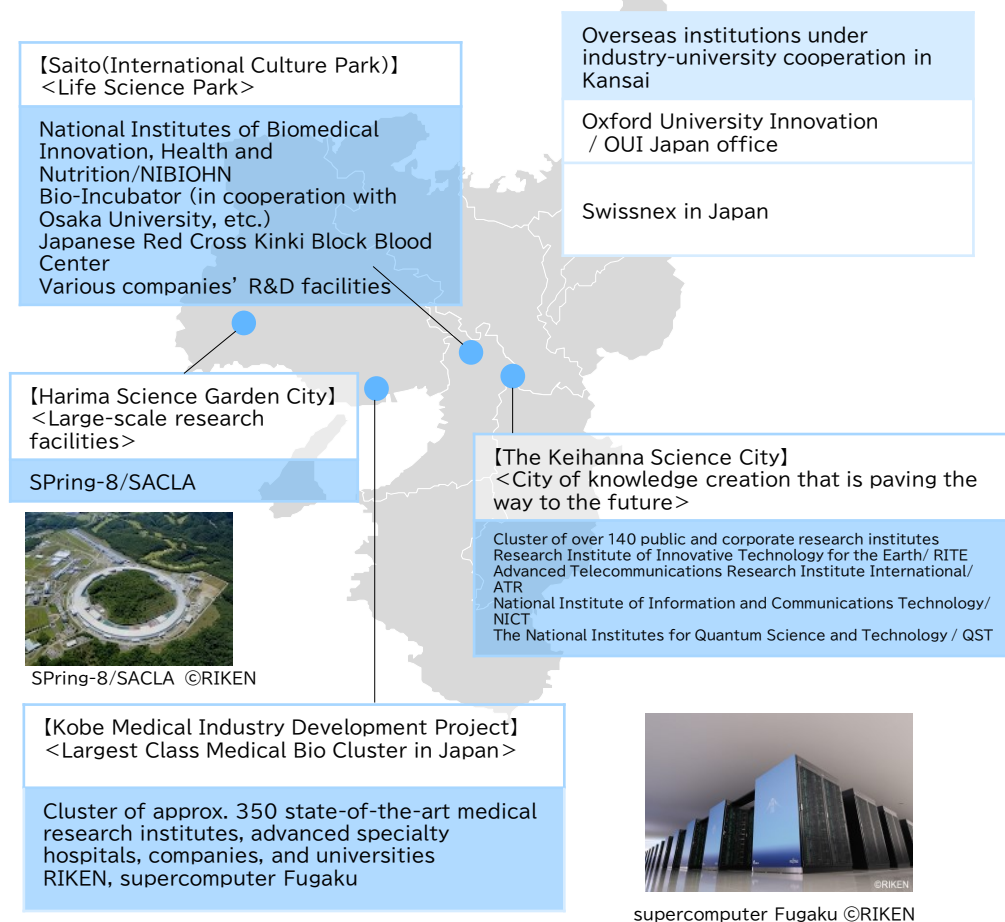 【Saito(International Culture Park)】
<Life Science Park>
National Institutes of Biomedical
Innovation, Health and
Nutrition/NIBIOHN
Bio-Incubator (in cooperation with
Osaka University, etc.)
Japanese Red Cross Kinki Block Blood
Center
Various companies’ R&D facilities
Overseas institutions under
industry-university cooperation in
Kansai
Oxford University Innovation
/ OUI Japan office
Swissnex in Japan
【Harima Science Garden City】
<Large-scale research
facilities>
SPring-8/SACLA
SPring-8/SACLA ©RIKEN
【The Keihanna Science City】
<City of knowledge creation that is paving the
way to the future>
Cluster of over 140 public and corporate research institutes
Research Institute of Innovative Technology for the Earth/ RITE
Advanced Telecommunications Research Institute International/
ATR
National Institute of Information and Communications Technology/
NICT
The National Institutes for Quantum Science and Technology / QST
【Kobe Medical Industry Development Project】
<Largest Class Medical Bio Cluster in Japan>
Cluster of approx. 350 state-of-the-art medical
research institutes, advanced specialty
hospitals, companies, and universities
RIKEN, supercomputer Fugaku
©RIKEN
supercomputer Fugaku ©RIKEN